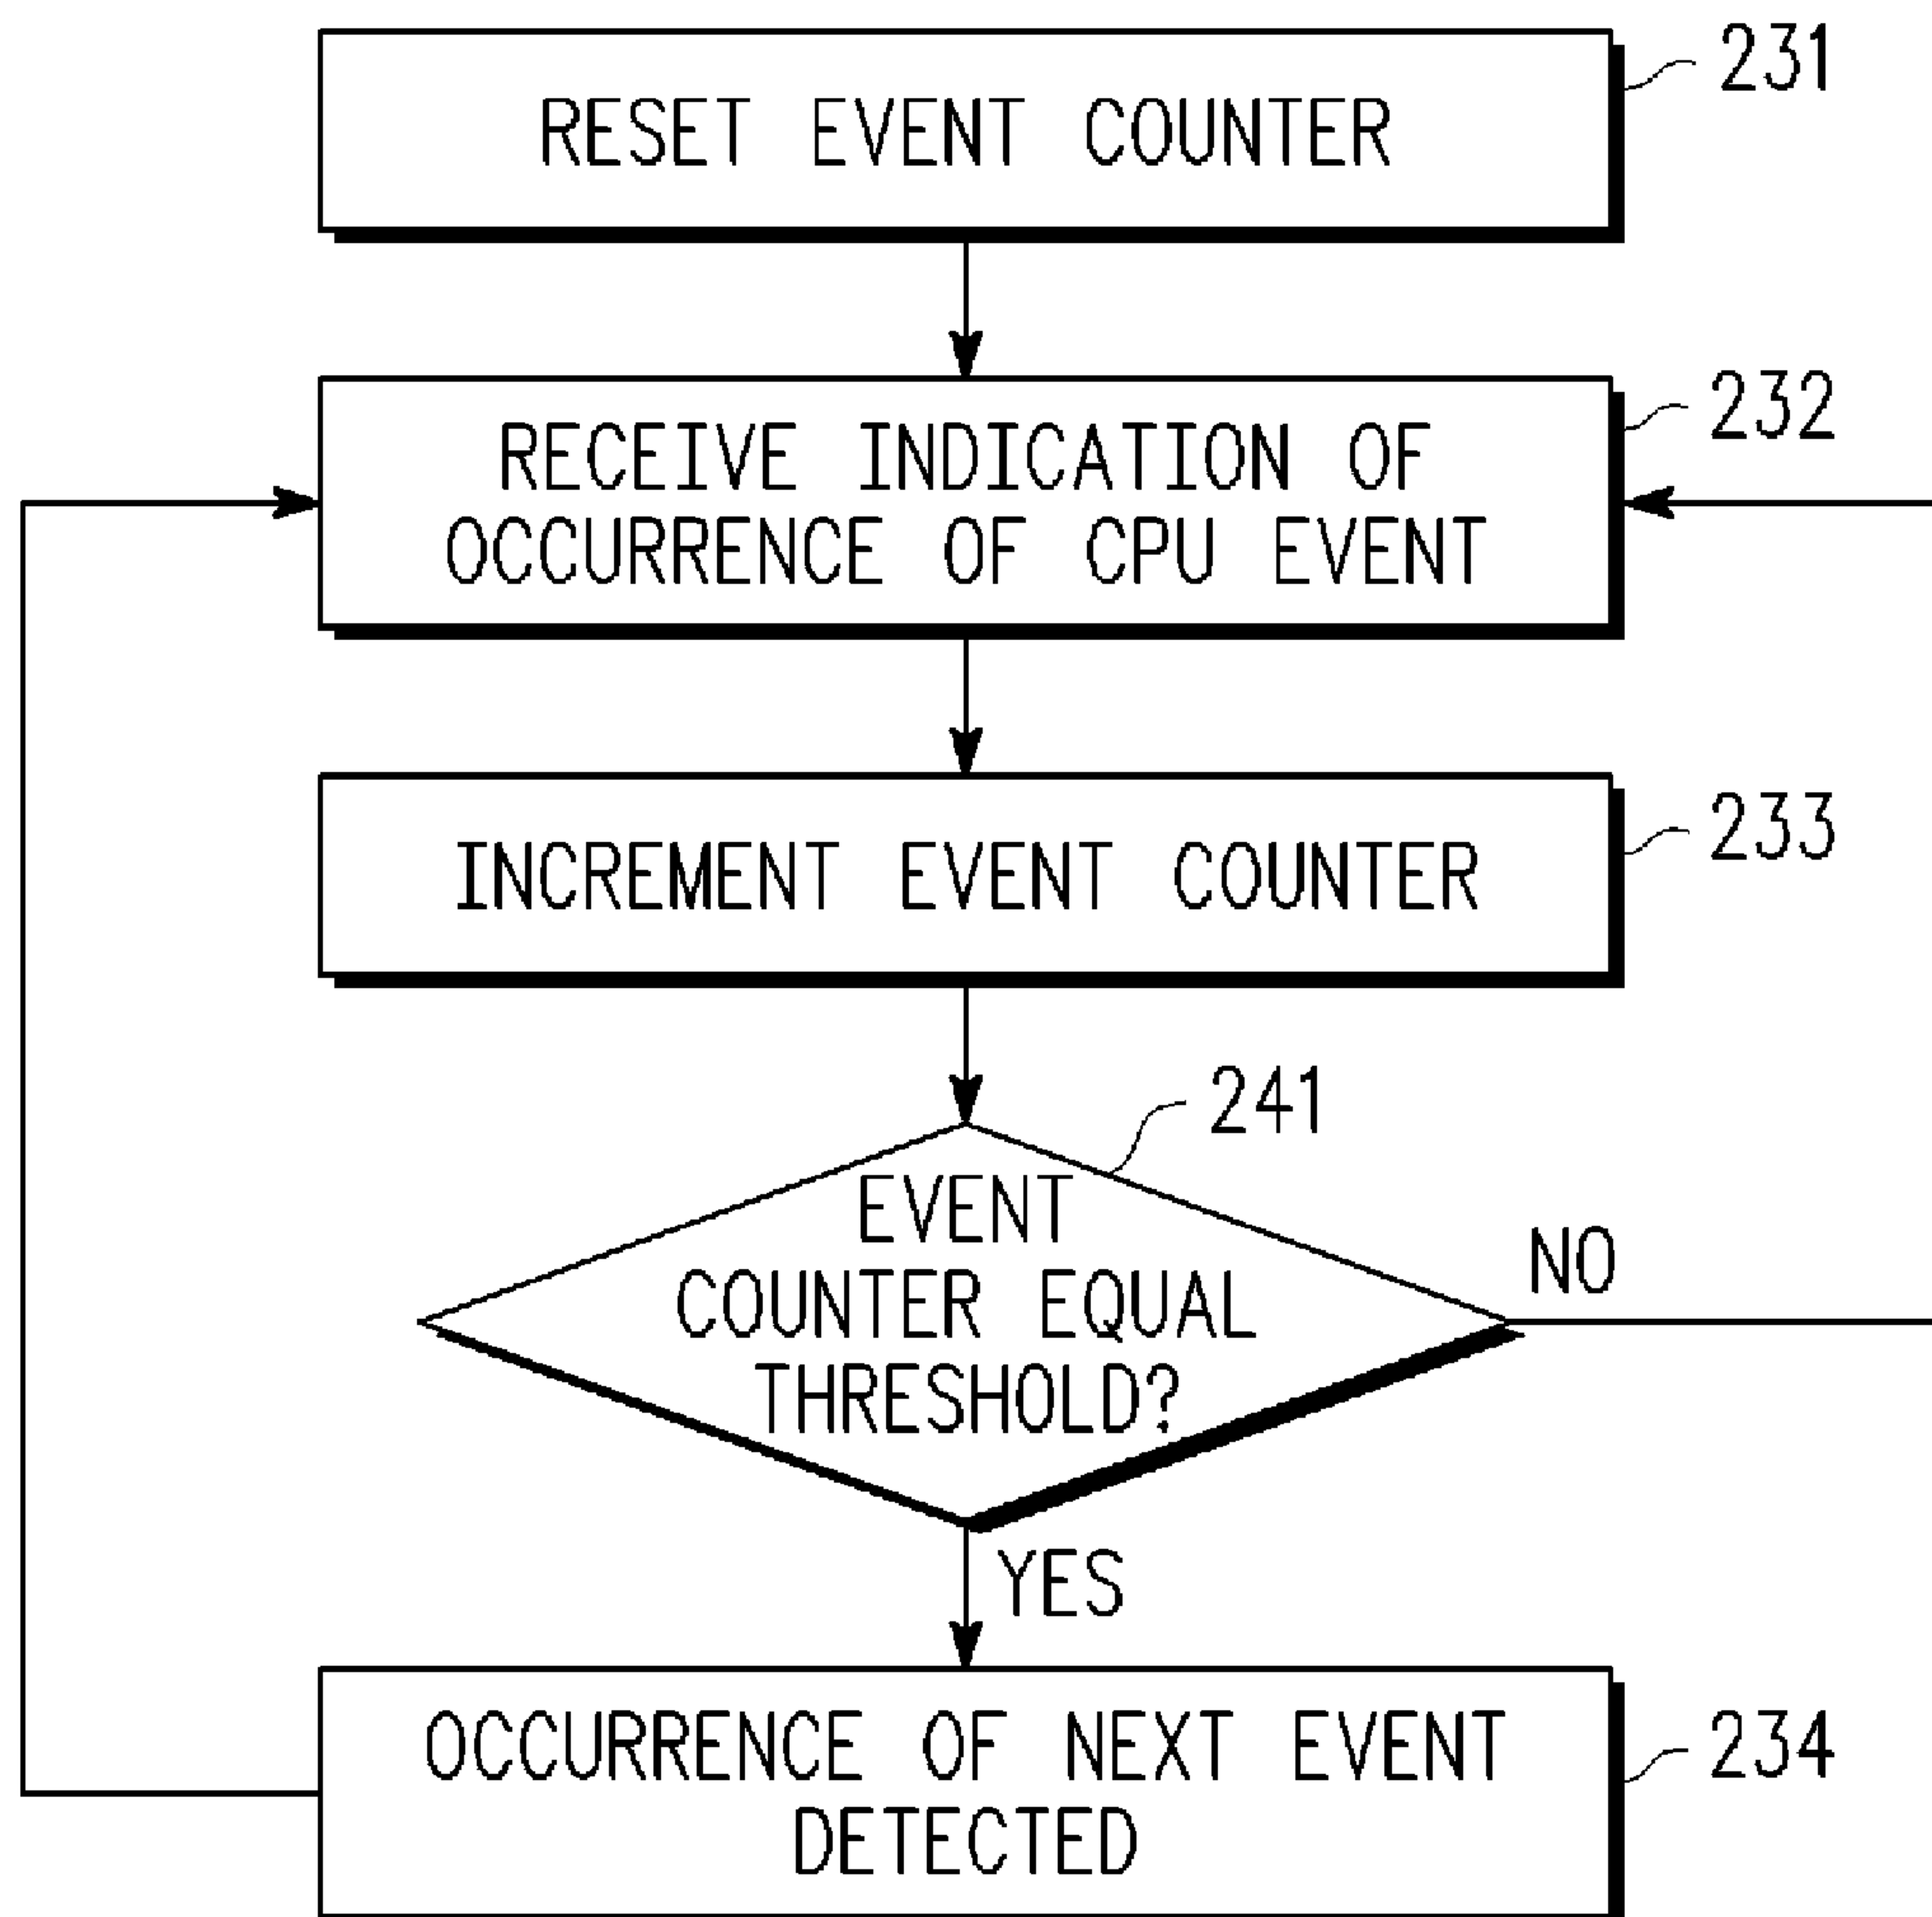 RESET EVENT COUNTER
231
RECEIVE INDICATION OF
OCCURRENCE OF CPU EVENT
232
INCREMENT EVENT COUNTER
233
241
EVENT
COUNTER EQUAL
THRESHOLD?
NO
YES
OCCURRENCE OF NEXT EVENT
DETECTED
234